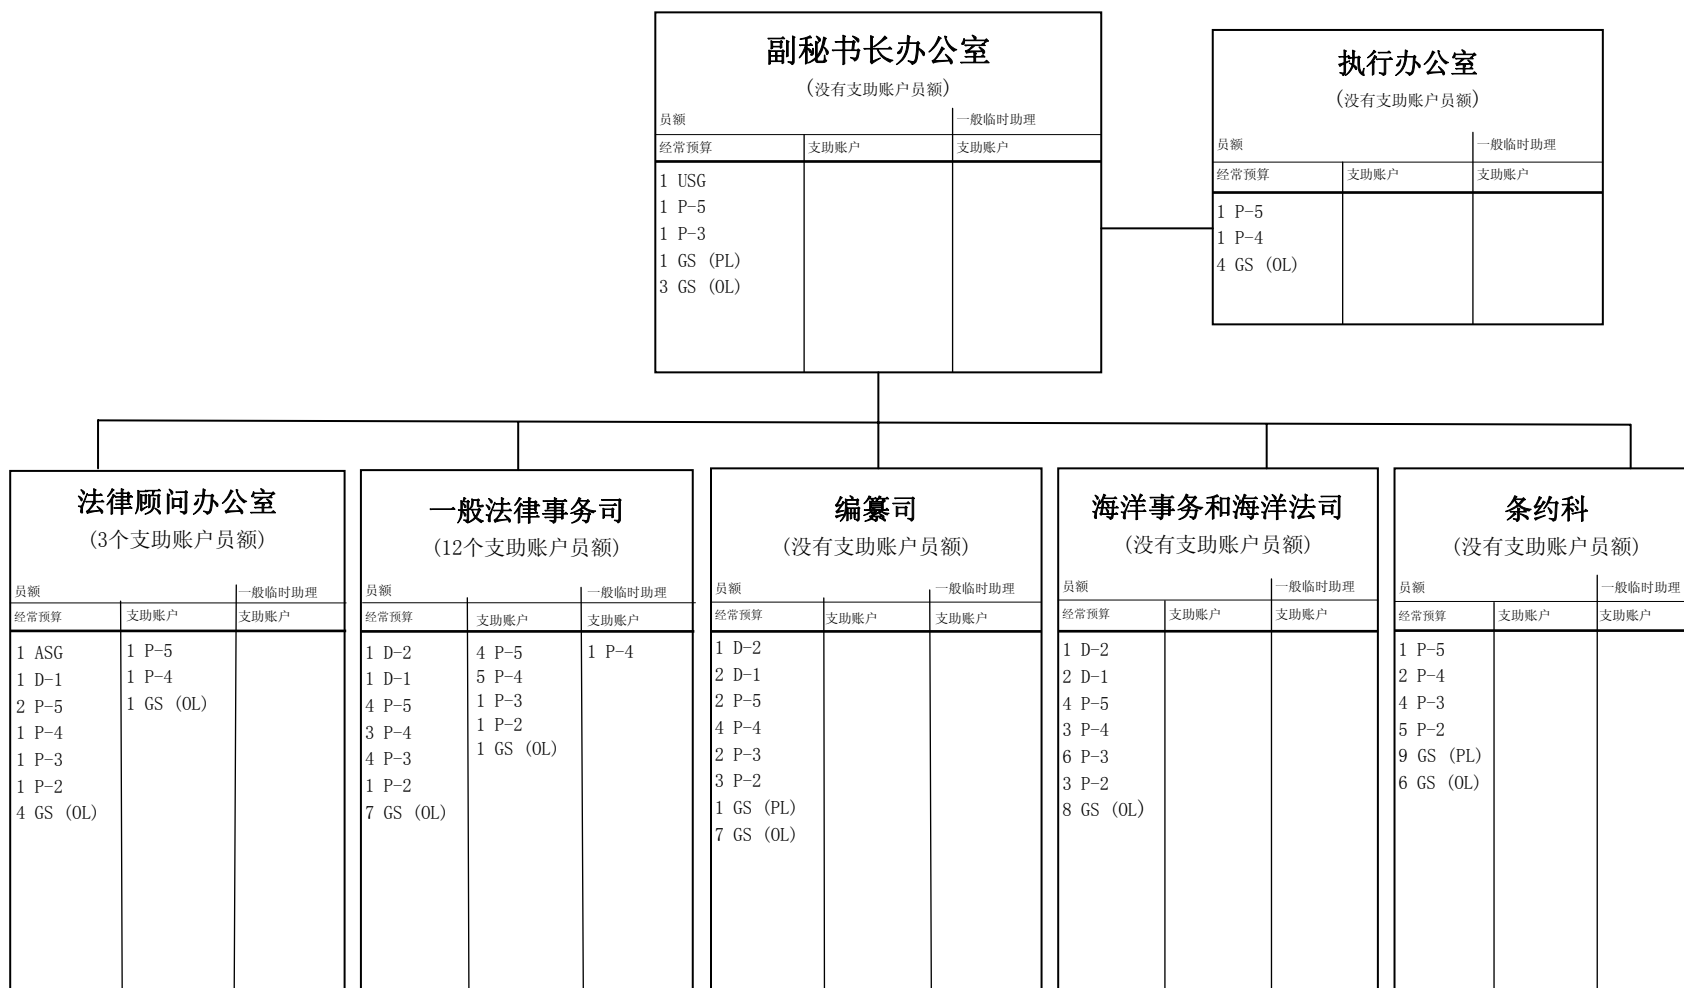 副秘书长办公室
(没有支助账户员额)
员额 一般临时助理
经常预算 支助账户 支助账户
1 USG
1 P-5
1 P-3
1 GS (PL)
3 GS (OL)
执行办公室
(没有支助账户员额)
员额 一般临时助理
经常预算 支助账户 支助账户
1 P-5
1 P-4
4 GS (OL)
法律顾问办公室
(3个支助账户员额)
员额 一般临时助理
经常预算 支助账户 支助账户
1 ASG 1 P-5
1 D-1 1 P-4
2 P-5 1 GS (OL)
1 P-4
1 P-3
1 P-2
4 GS (OL)
一般法律事务司
(12个支助账户员额)
员额 一般临时助理
经常预算 支助账户 支助账户
1 D-2 4 P-5 1 P-4
1 D-1 5 P-4
4 P-5 1 P-3
3 P-4 1 P-2
4 P-3 1 GS (OL)
1 P-2
7 GS (OL)
编纂司
(没有支助账户员额)
员额 一般临时助理
经常预算 支助账户 支助账户
1 D-2
2 D-1
2 P-5
4 P-4
2 P-3
3 P-2
1 GS (PL)
7 GS (OL)
海洋事务和海洋法司
(没有支助账户员额)
员额 一般临时助理
经常预算 支助账户 支助账户
1 D-2
2 D-1
4 P-5
3 P-4
6 P-3
3 P-2
8 GS (OL)
条约科
(没有支助账户员额)
员额 一般临时助理
经常预算 支助账户 支助账户
1 P-5
2 P-4
4 P-3
5 P-2
9 GS (PL)
6 GS (OL)